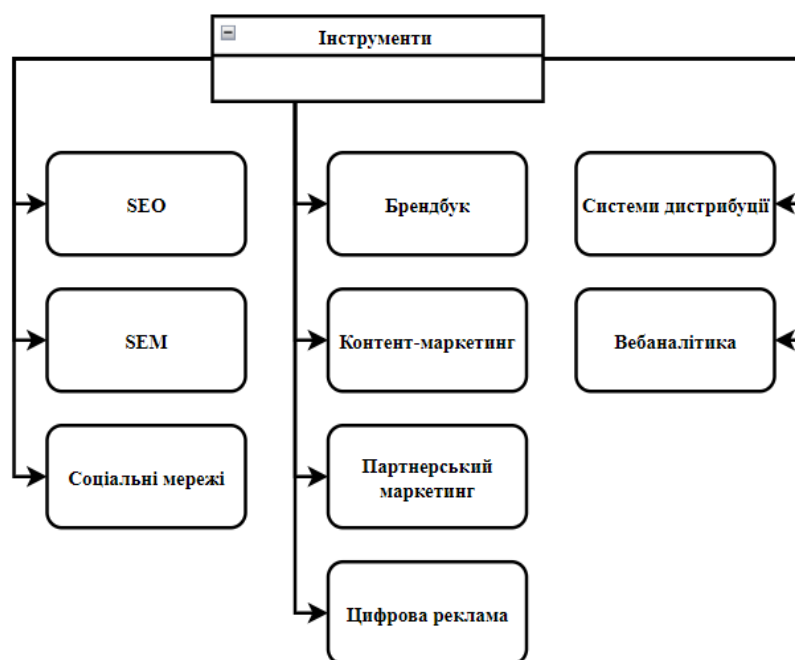 Інструменти
SEO
Брендбук
Системи дистрибуції
SEM
Контент-маркетинг
Вебаналітика
Соціальні мережі
Партнерський
маркетинг
Цифрова реклама